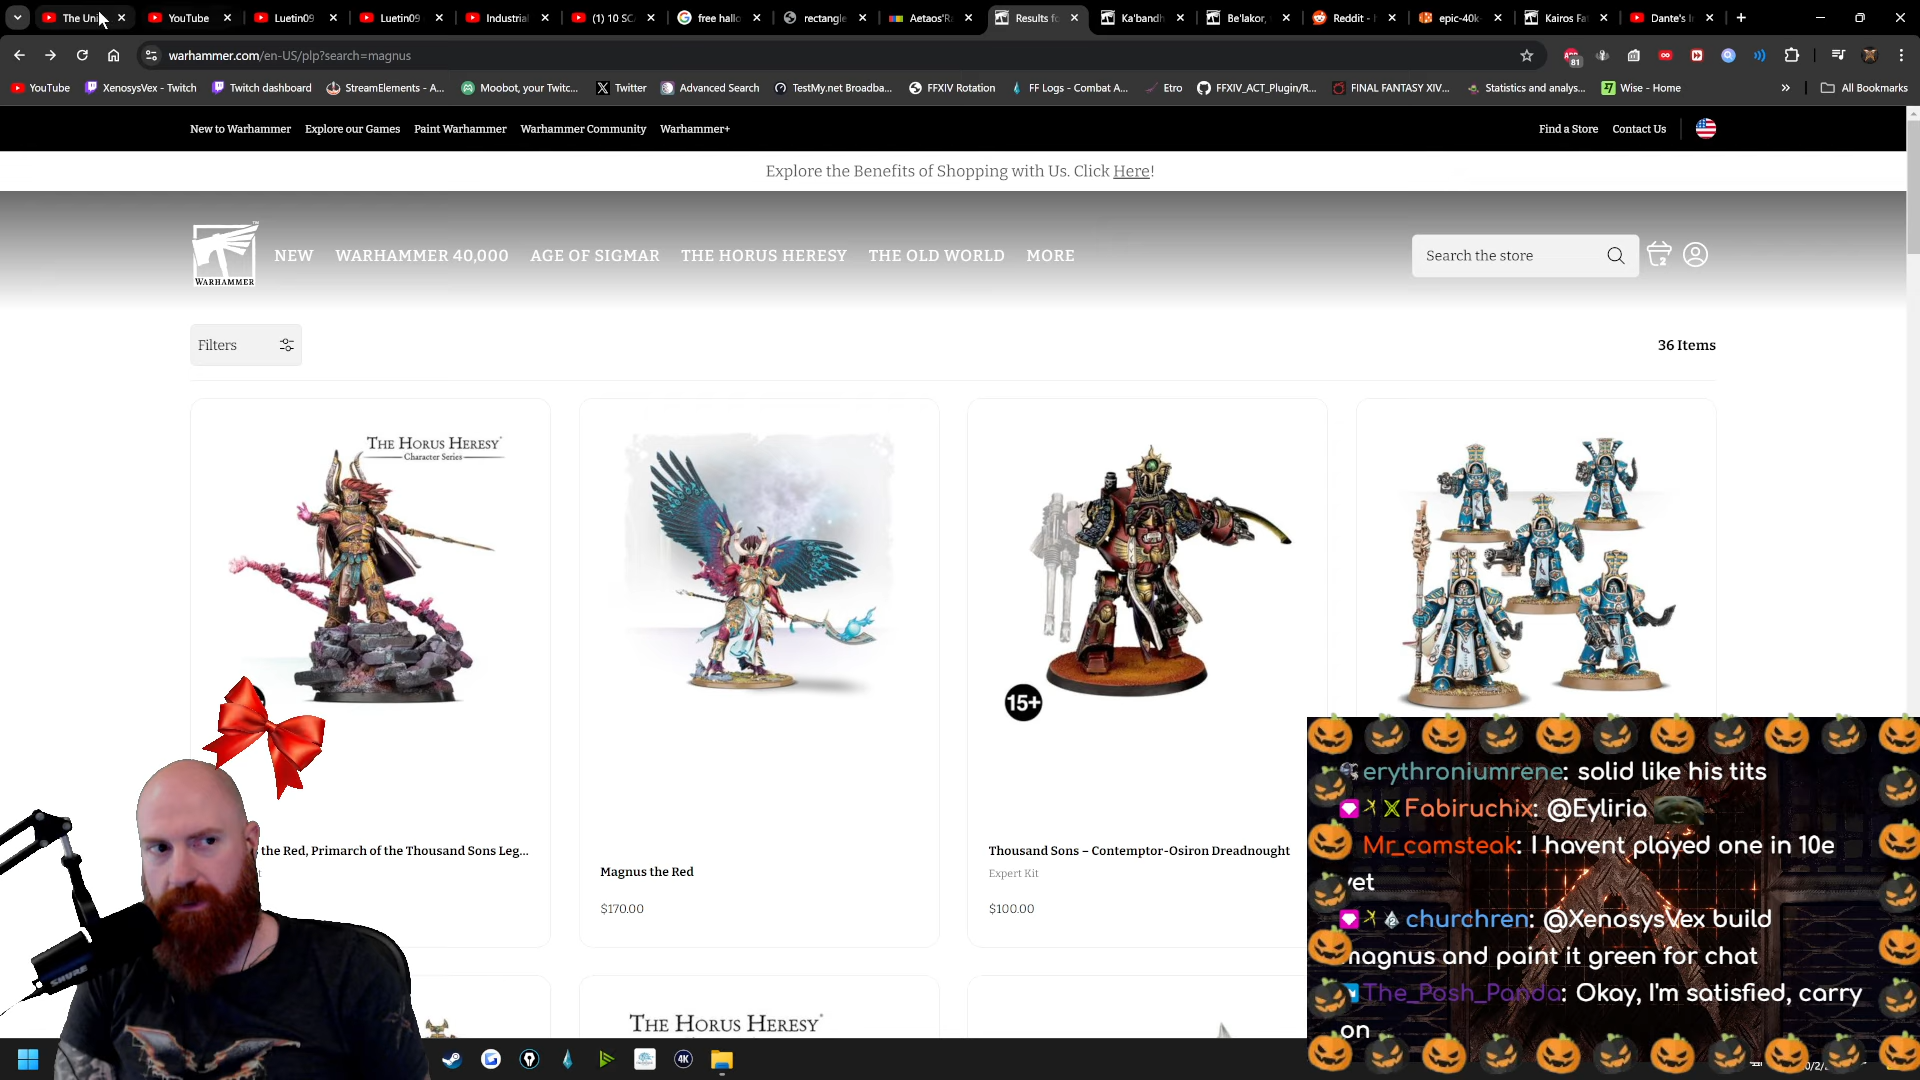 The Uni
YouTube
Luetin09
Luetin09
Industrial
(1) 10 SC
free hallo
rectangle
Aetaos'R
Results fo
Ka'bandh
Be'lakor,
Reddit -
epic-40k
Kairos Fa
Dante's I
warhammer.com/en-US/plp?search=magnus
81
YouTube
XenosysVex - Twitch
Twitch dashboard
StreamElements - A...
Moobot, your Twitc...
Twitter
Advanced Search
TestMy.net Broadba...
FFXIV Rotation
FF Logs - Combat A...
Etro
FFXIV_ACT_Plugin/R...
FINAL FANTASY XIV...
Statistics and analys...
Wise - Home
All Bookmarks
New to Warhammer
Explore our Games
Paint Warhammer
Warhammer Community
Warhammer+
Find a Store
Contact Us
Explore the Benefits of Shopping with Us. Click Here!
WARHAMMER
NEW
WARHAMMER 40,000
AGE OF SIGMAR
THE HORUS HERESY
THE OLD WORLD
MORE
Search the store
2
Filters
36 Items
THE HORUS HERESY
Character Series
15+
the Red, Primarch of the Thousand Sons Leg...
Magnus the Red
$170.00
Thousand Sons – Contemptor-Osiron Dreadnought
Expert Kit
$100.00
THE HORUS HERESY
erythroniumrene: solid like his tits
Fabiruchix: @Eyliria
Mr_camsteak: I havent played one in 10e
yet
churchren: @XenosysVex build
magnus and paint it green for chat
The_Posh_Panda: Okay, I'm satisfied, carry
on
4K